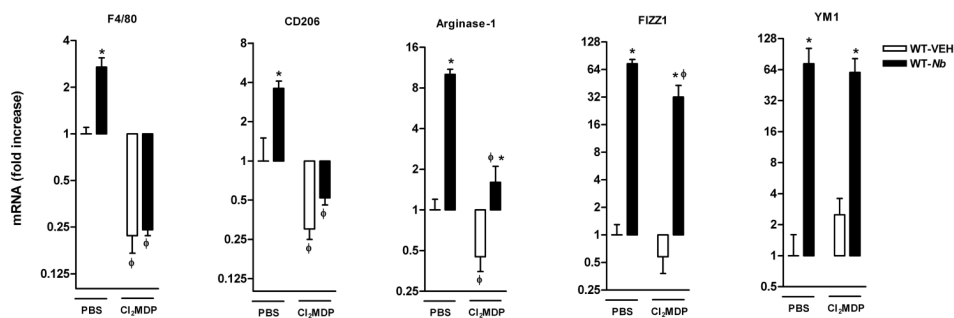 F4/80
CD206
Arginase-1
FIZZ1
YM1
mRNA (fold increase)
4
2
1
0.5
0.25
0.125
*
ϕ
ϕ
PBS
Cl₂MDP
8
4
2
1
0.5
0.25
0.125
*
ϕ
ϕ
PBS
Cl₂MDP
16
8
4
2
1
0.5
0.25
*
ϕ *
ϕ
PBS
Cl₂MDP
128
64
32
16
8
4
2
1
0.5
0.25
*
* ϕ
PBS
Cl₂MDP
128
64
32
16
8
4
2
1
0.5
*
*
PBS
Cl₂MDP
WT-VEH
WT-Nb